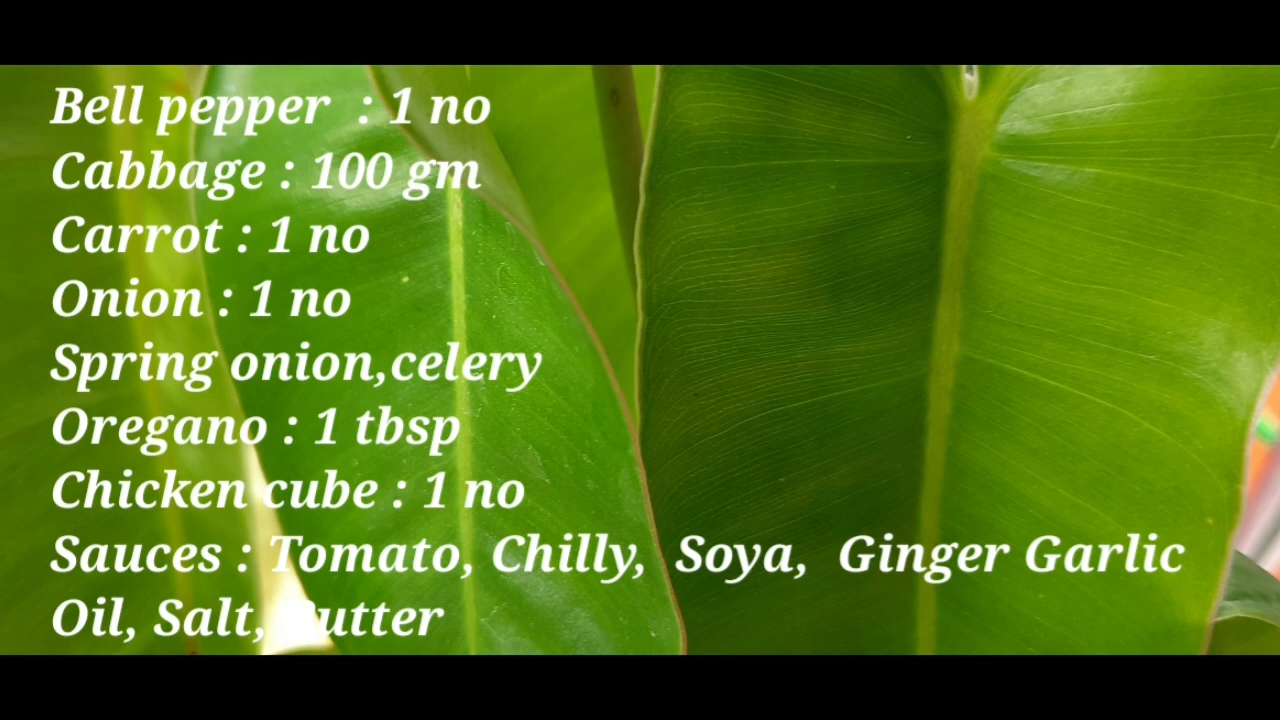 Bell pepper : 1 no
Cabbage : 100 gm
Carrot : 1 no
Onion : 1 no
Spring onion,celery
Oregano : 1 tbsp
Chicken cube : 1 no
Sauces : Tomato, Chilly, Soya, Ginger Garlic
Oil, Salt, Butter